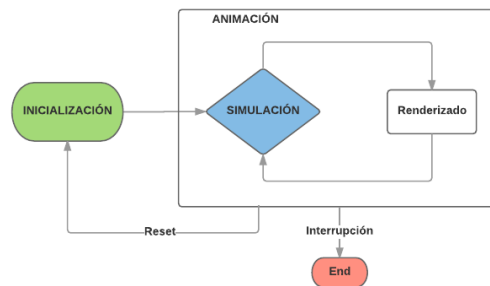 ANIMACIÓN
INICIALIZACIÓN
SIMULACIÓN
Renderizado
Reset
Interrupción
End